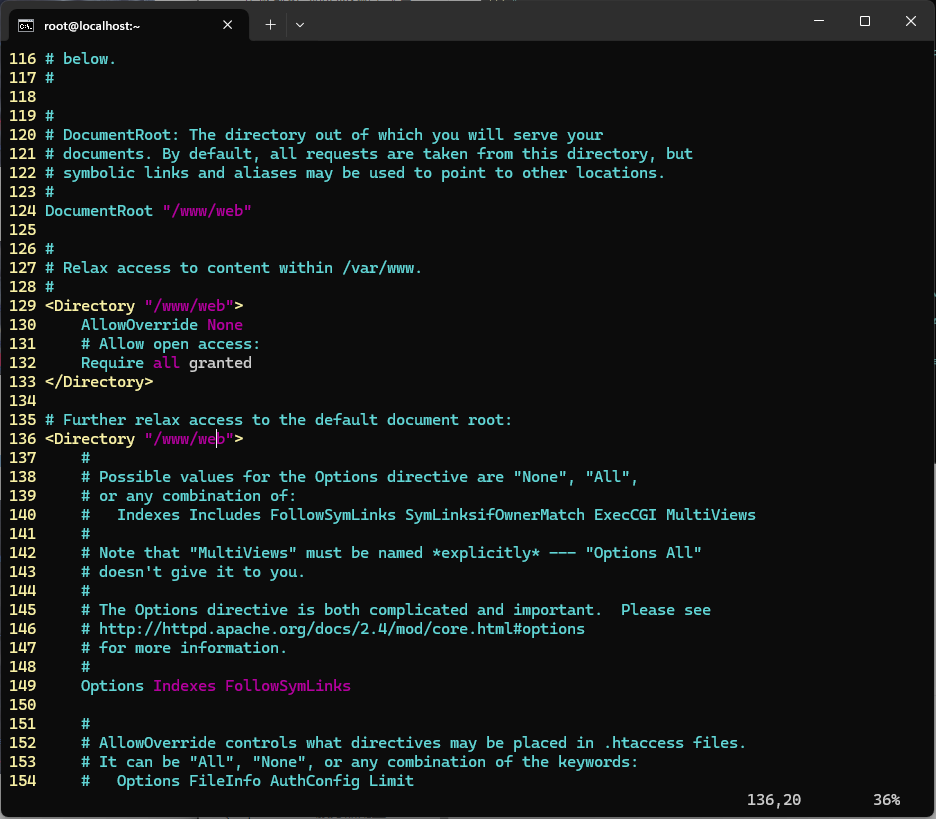 root@localhost:~
116 # below.
117 #
118
119 #
120 # DocumentRoot: The directory out of which you will serve your
121 # documents. By default, all requests are taken from this directory, but
122 # symbolic links and aliases may be used to point to other locations.
123 #
124 DocumentRoot "/www/web"
125
126 #
127 # Relax access to content within /var/www.
128 #
129 <Directory "/www/web">
130     AllowOverride None
131     # Allow open access:
132     Require all granted
133 </Directory>
134
135 # Further relax access to the default document root:
136 <Directory "/www/web">
137     #
138     # Possible values for the Options directive are "None", "All",
139     # or any combination of:
140     #   Indexes Includes FollowSymLinks SymLinksifOwnerMatch ExecCGI MultiViews
141     #
142     # Note that "MultiViews" must be named *explicitly* --- "Options All"
143     # doesn't give it to you.
144     #
145     # The Options directive is both complicated and important.  Please see
146     # http://httpd.apache.org/docs/2.4/mod/core.html#options
147     # for more information.
148     #
149     Options Indexes FollowSymLinks
150
151     #
152     # AllowOverride controls what directives may be placed in .htaccess files.
153     # It can be "All", "None", or any combination of the keywords:
154     #   Options FileInfo AuthConfig Limit
136,20        36%